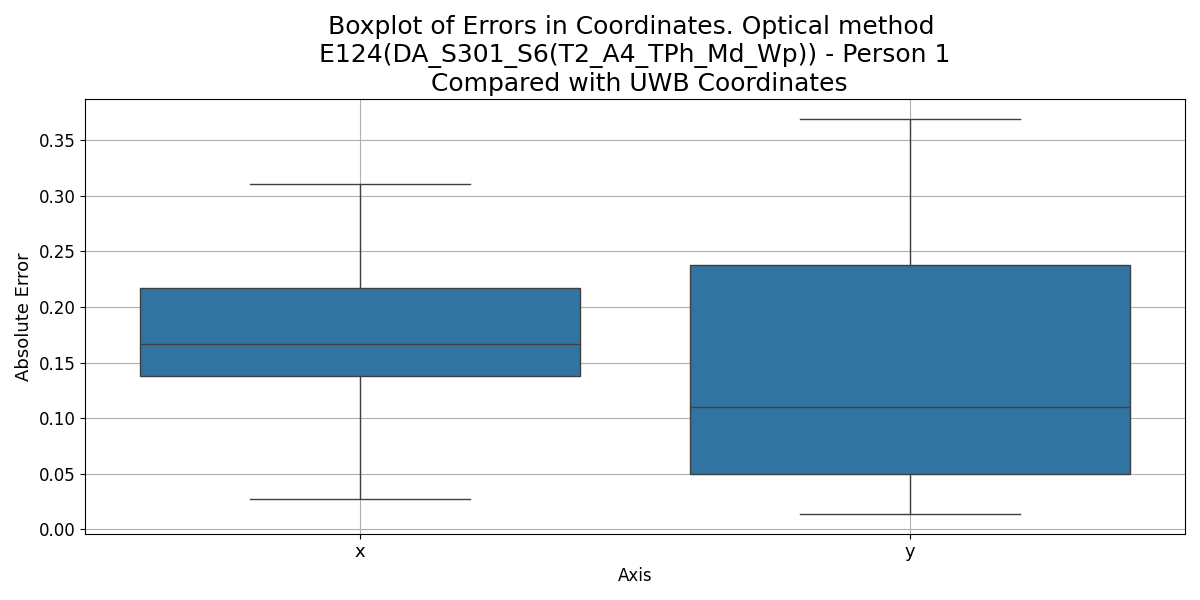 Boxplot of Errors in Coordinates. Optical method
E124(DA_S301_S6(T2_A4_TPh_Md_Wp)) - Person 1
Compared with UWB Coordinates
Absolute Error
0.35
0.30
0.25
0.20
0.15
0.10
0.05
0.00
x
y
Axis